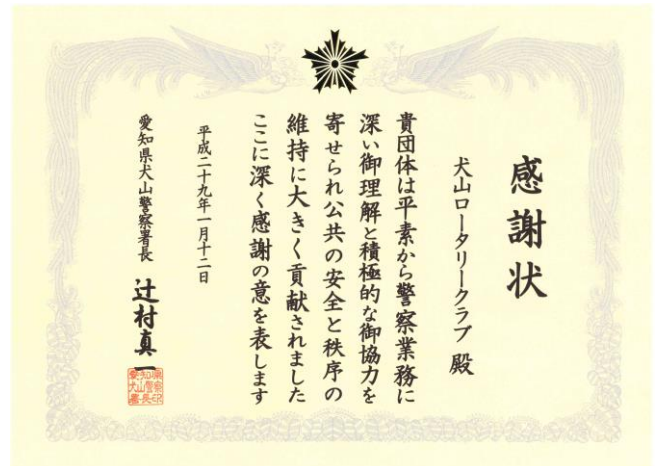 感謝状
犬山ロータリークラブ 殿
貴団体は平素から警察業務に
深い御理解と積極的な御協力を
寄せられ公共の安全と秩序の
維持に大きく貢献されました
ここに深く感謝の意を表します
平成二十九年一月十二日
愛知県犬山警察署長 辻村真一